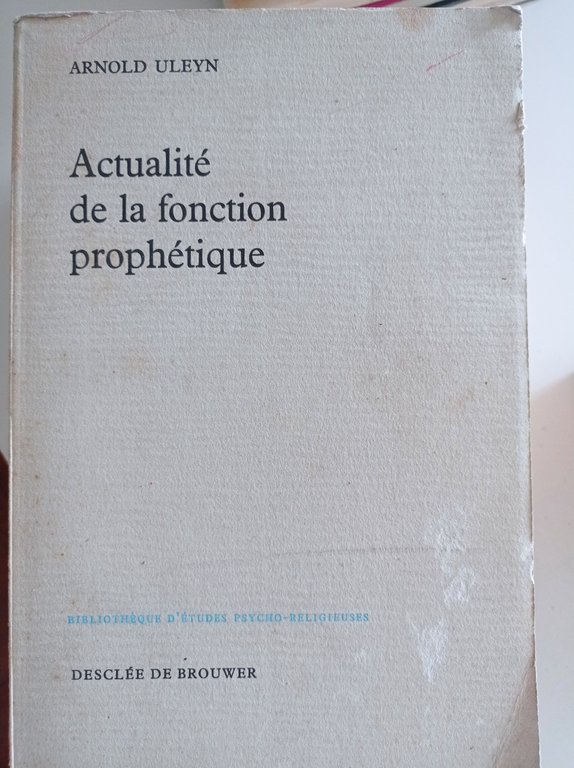 ARNOLD ULEYN
Actualité
de la fonction
prophétique
BIBLIOTHÈQUE D'ÉTUDES PSYCHO-RELIGIEUSES
DESCLÉE DE BROUWER